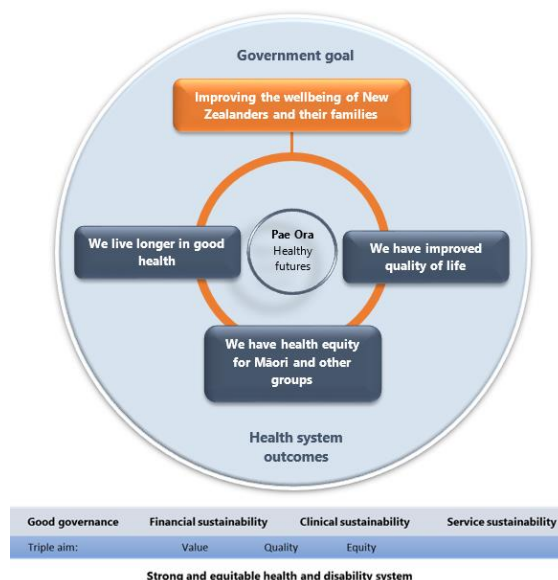 Government goal
Improving the wellbeing of New
Zealanders and their families
Pae Ora
Healthy
futures
We live longer in good
health
We have improved
quality of life
We have health equity
for Māori and other
groups
Health system
outcomes
Good governance Financial sustainability Clinical sustainability Service sustainability
Triple aim: Value Quality Equity
Strong and equitable health and disability system